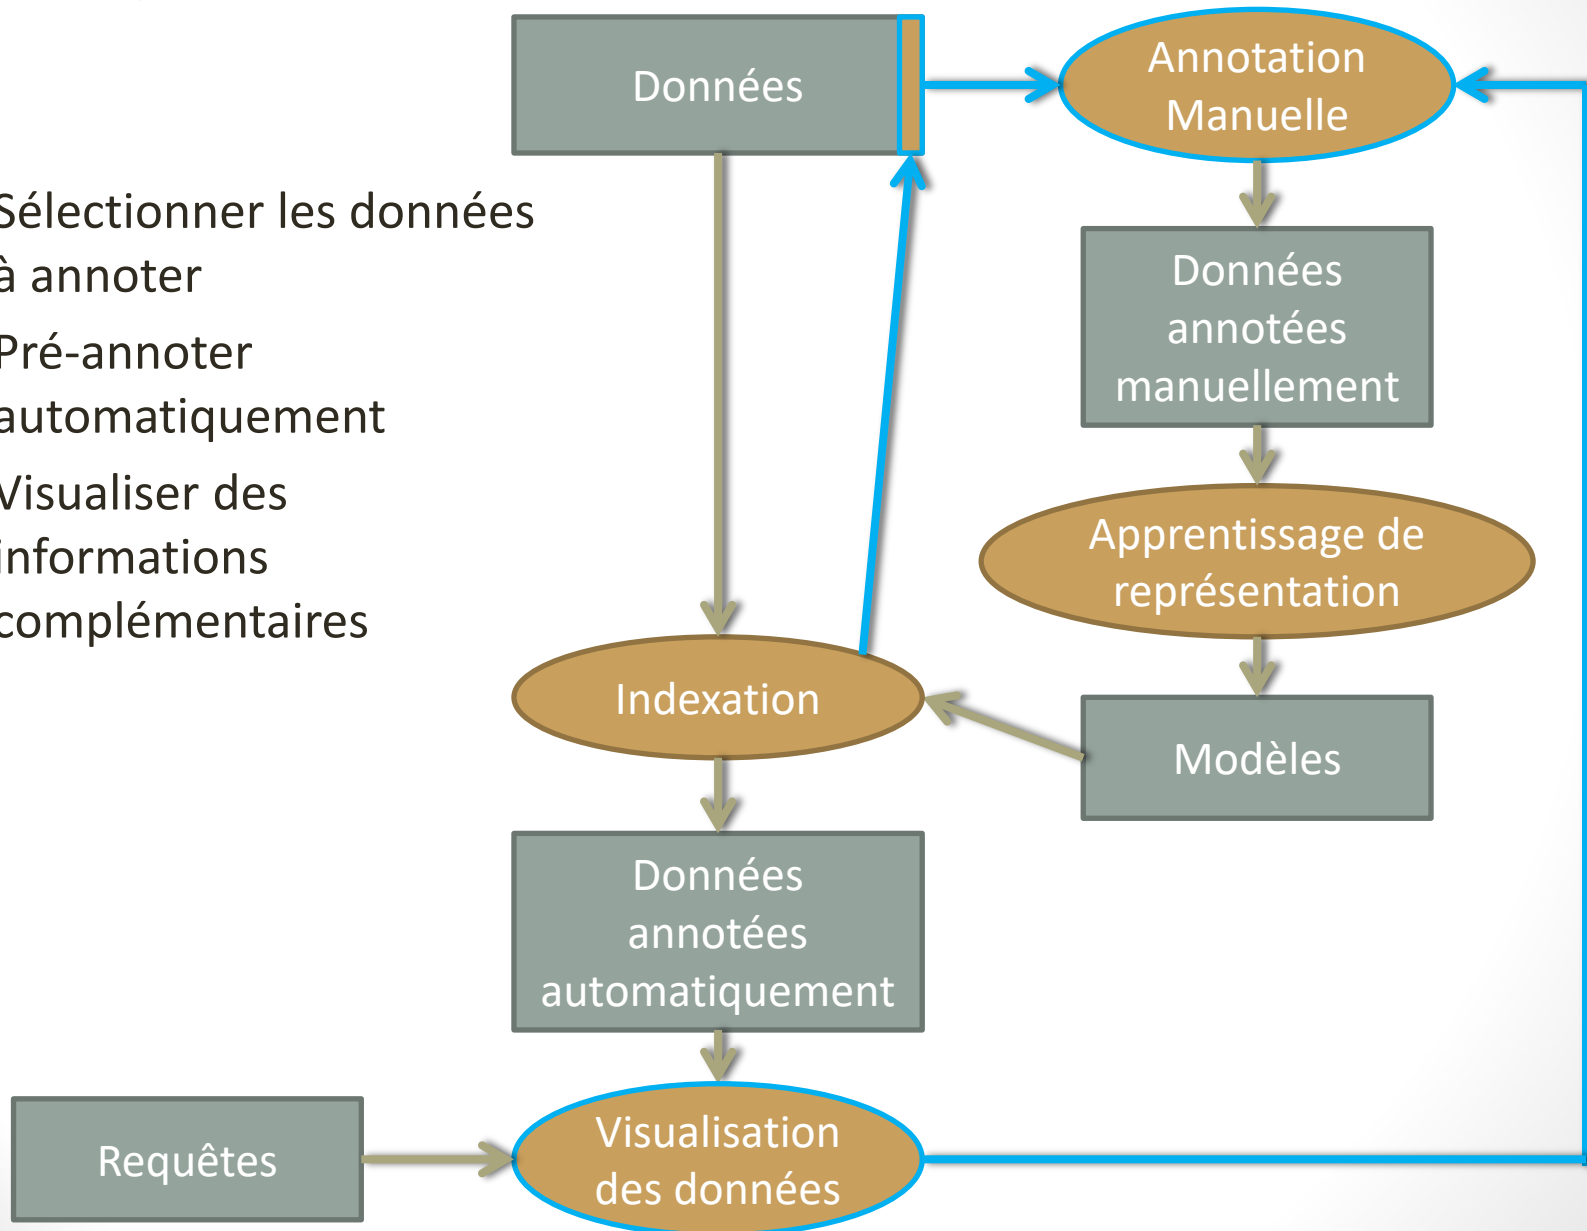 Sélectionner les données
à annoter
Pré-annoter
automatiquement
Visualiser des
informations
complémentaires
Données
Annotation
Manuelle
Données
annotées
manuellement
Apprentissage de
représentation
Modèles
Indexation
Données
annotées
automatiquement
Requêtes
Visualisation
des données